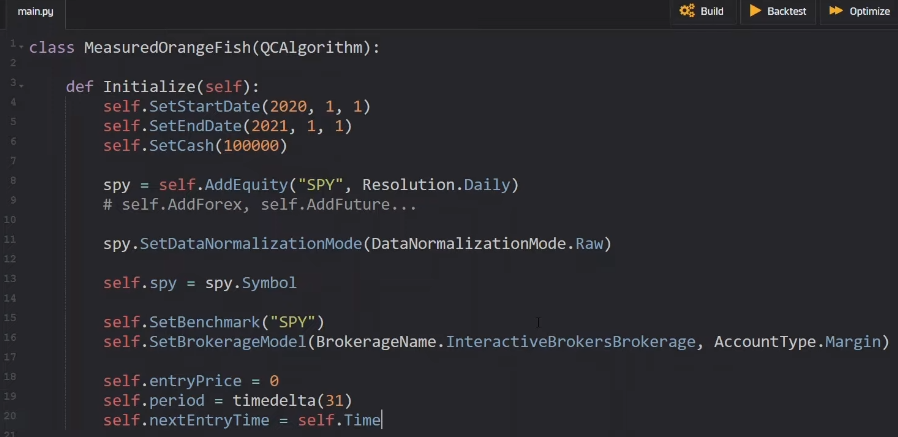 main.py
Build
Backtest
Optimize
1 class MeasuredOrangeFish(QCAlgorithm):
2
3 def Initialize(self):
4 self.SetStartDate(2020, 1, 1)
5 self.SetEndDate(2021, 1, 1)
6 self.SetCash(100000)
7
8 spy = self.AddEquity("SPY", Resolution.Daily)
9 # self.AddForex, self.AddFuture...
10
11 spy.SetDataNormalizationMode(DataNormalizationMode.Raw)
12
13 self.spy = spy.Symbol
14
15 self.SetBenchmark("SPY")
16 self.SetBrokerageModel(BrokerageName.InteractiveBrokersBrokerage, AccountType.Margin)
17
18 self.entryPrice = 0
19 self.period = timedelta(31)
20 self.nextEntryTime = self.Time
21